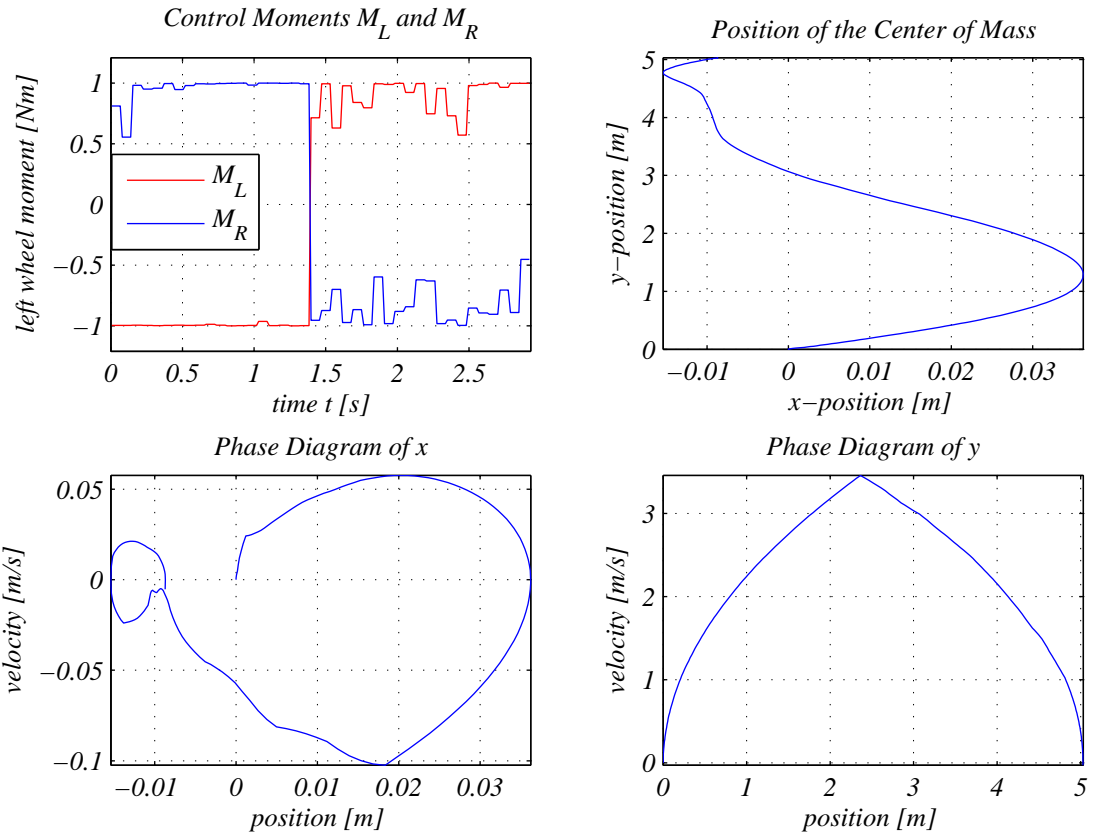 Control Moments M_L and M_R
left wheel moment [Nm]
1
0.5
0
−0.5
−1
M_L
M_R
0 0.5 1 1.5 2 2.5
time t [s]
Position of the Center of Mass
y−position [m]
5
4
3
2
1
0
−0.01 0 0.01 0.02 0.03
x−position [m]
Phase Diagram of x
velocity [m/s]
0.05
0
−0.05
−0.1
−0.01 0 0.01 0.02 0.03
position [m]
Phase Diagram of y
velocity [m/s]
3
2
1
0
0 1 2 3 4 5
position [m]